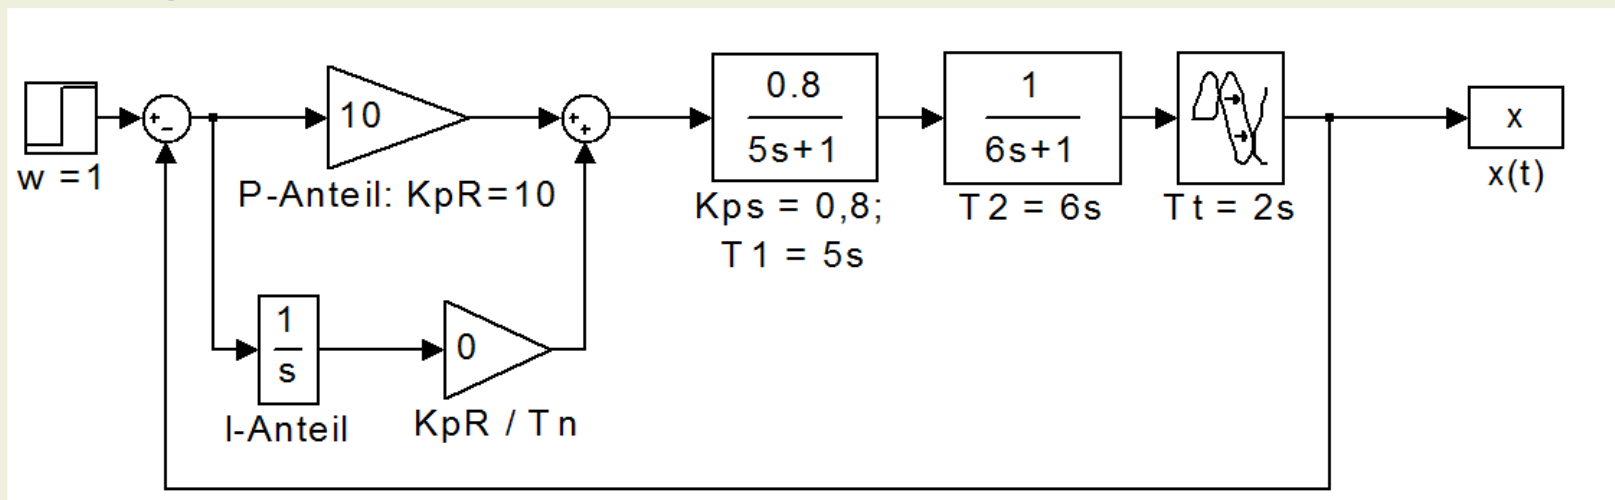 w =1
+
−
10
P-Anteil: KpR=10
+
+
0.8
5s+1
Kps = 0,8;
T1 = 5s
1
6s+1
T2 = 6s
Tt = 2s
x
x(t)
1
s
I-Anteil
0
KpR / Tn